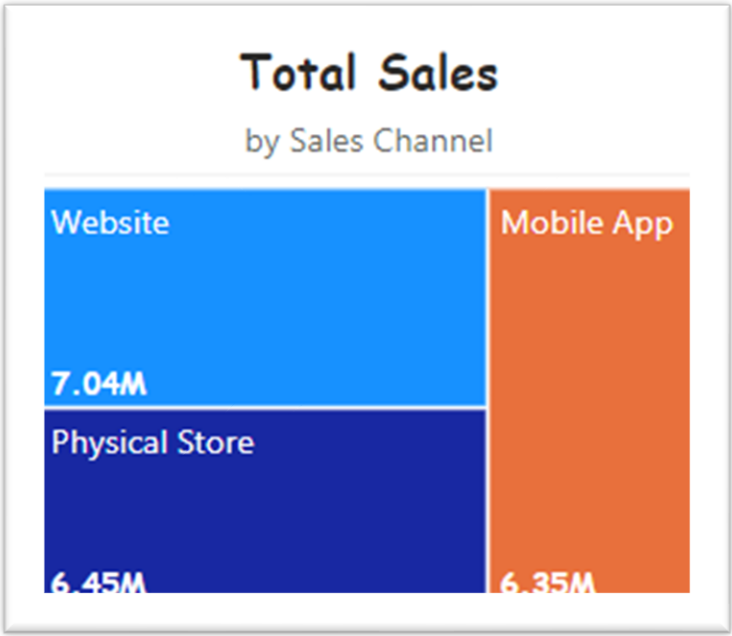 Total Sales
by Sales Channel
Website
7.04M
Physical Store
6.45M
Mobile App
6.35M